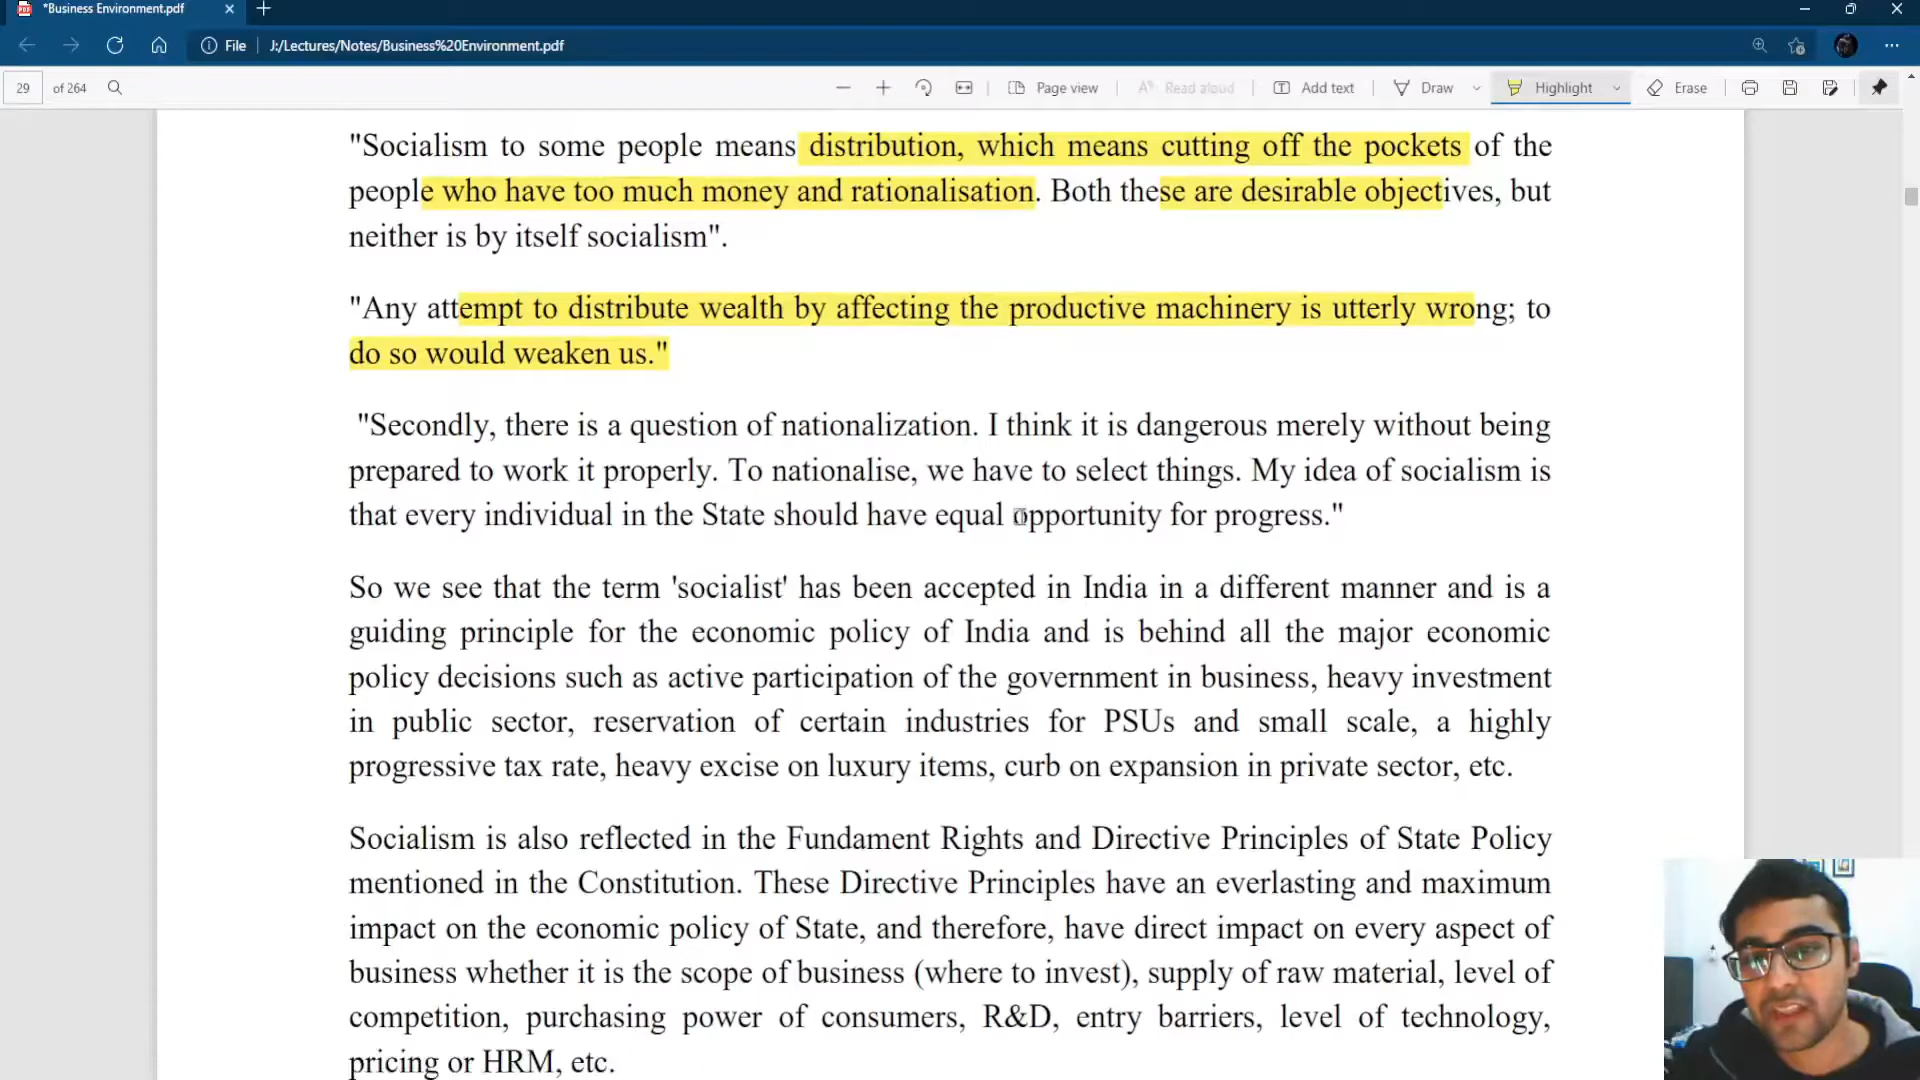 *Business Environment.pdf
File J:/Lectures/Notes/Business%20Environment.pdf
29 of 264 Page view Read aloud Add text Draw Highlight Erase
"Socialism to some people means distribution, which means cutting off the pockets of the
people who have too much money and rationalisation. Both these are desirable objectives, but
neither is by itself socialism".
"Any attempt to distribute wealth by affecting the productive machinery is utterly wrong; to
do so would weaken us."
"Secondly, there is a question of nationalization. I think it is dangerous merely without being
prepared to work it properly. To nationalise, we have to select things. My idea of socialism is
that every individual in the State should have equal opportunity for progress."
So we see that the term 'socialist' has been accepted in India in a different manner and is a
guiding principle for the economic policy of India and is behind all the major economic
policy decisions such as active participation of the government in business, heavy investment
in public sector, reservation of certain industries for PSUs and small scale, a highly
progressive tax rate, heavy excise on luxury items, curb on expansion in private sector, etc.
Socialism is also reflected in the Fundament Rights and Directive Principles of State Policy
mentioned in the Constitution. These Directive Principles have an everlasting and maximum
impact on the economic policy of State, and therefore, have direct impact on every aspect of
business whether it is the scope of business (where to invest), supply of raw material, level of
competition, purchasing power of consumers, R&D, entry barriers, level of technology,
pricing or HRM, etc.